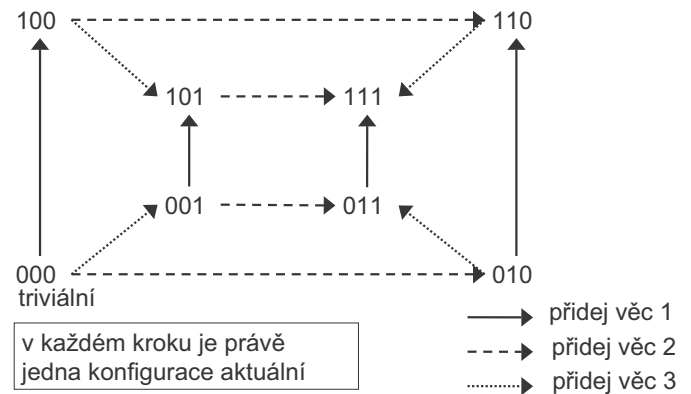 100
110
101
111
001
011
000
010
triviální
v každém kroku je právě
jedna konfigurace aktuální
přidej věc 1
přidej věc 2
přidej věc 3